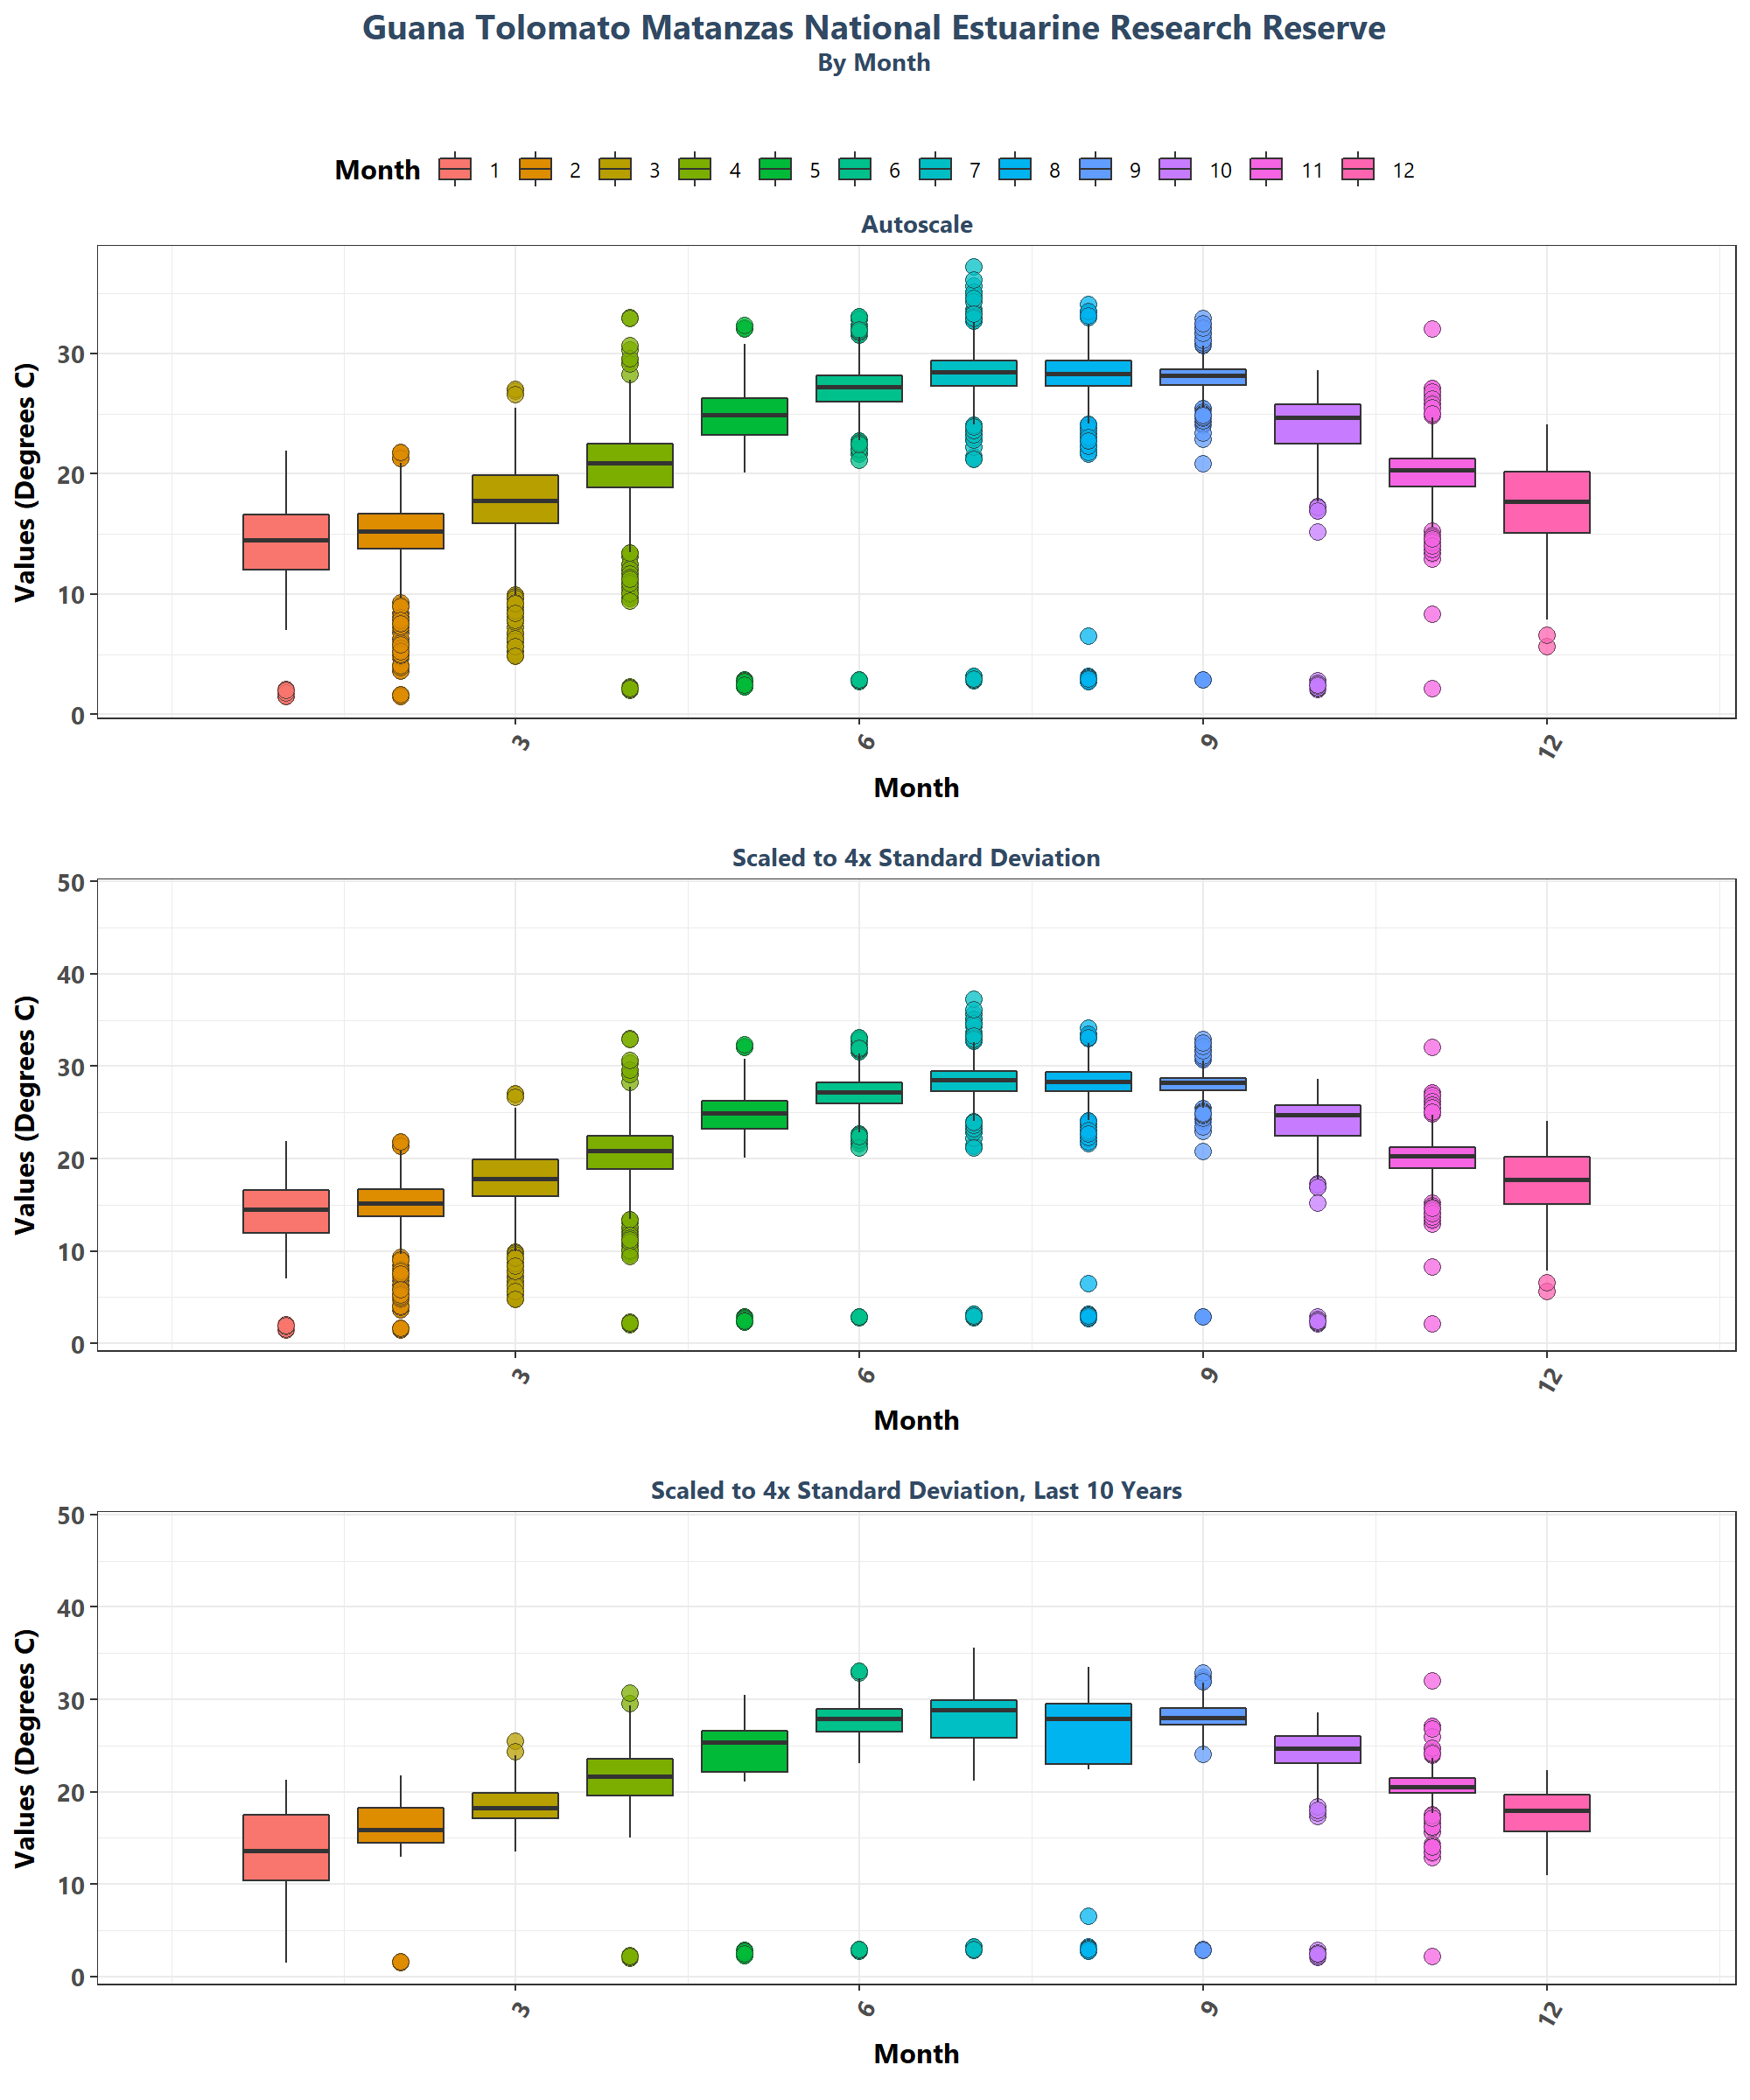 Guana Tolomato Matanzas National Estuarine Research Reserve
By Month
Month 1 2 3 4 5 6 7 8 9 10 11 12
Autoscale
Values (Degrees C)
30
20
10
0
3 6 9 12
Month
Scaled to 4x Standard Deviation
Values (Degrees C)
50
40
30
20
10
0
3 6 9 12
Month
Scaled to 4x Standard Deviation, Last 10 Years
Values (Degrees C)
50
40
30
20
10
0
3 6 9 12
Month